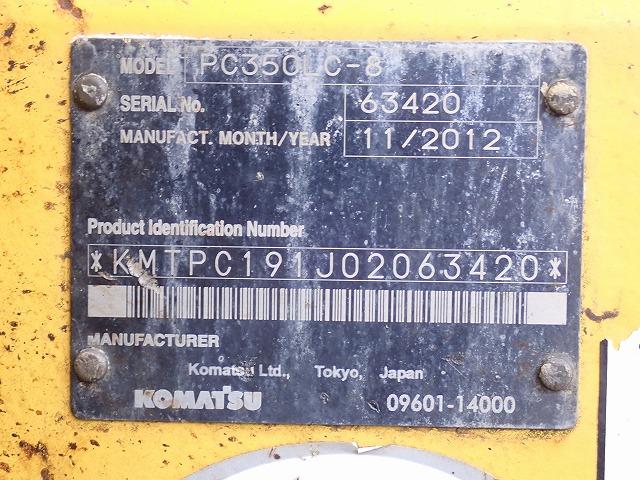 MODEL PC350LC-8
SERIAL No. 63420
MANUFACT. MONTH/YEAR 11/2012
Product Identification Number
*KMTPC191J02063420*
MANUFACTURER
Komatsu Ltd., Tokyo, Japan
KOMATSU 09601-14000